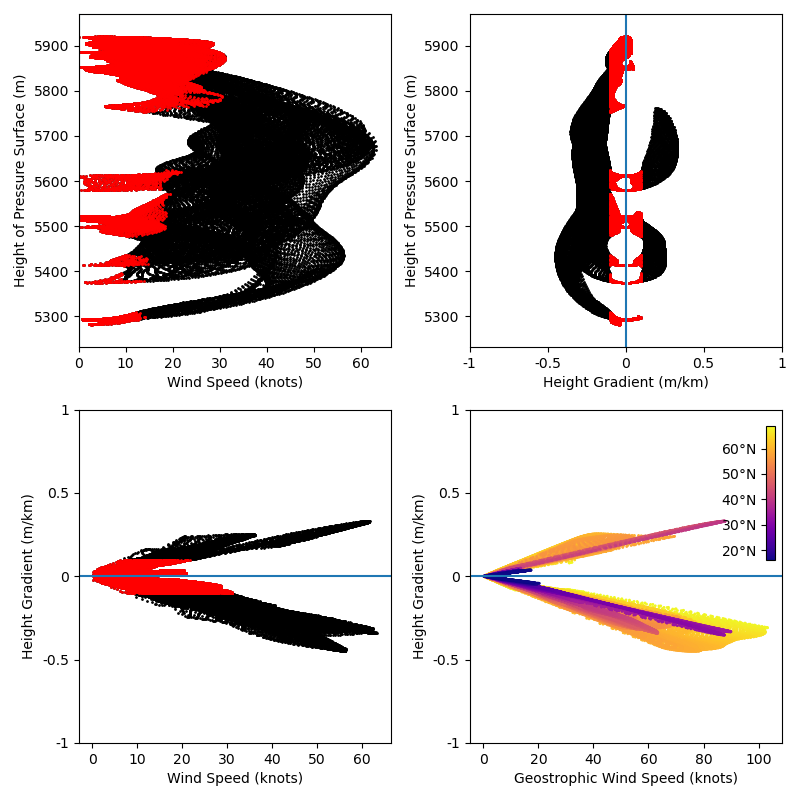 5900
5800
5700
5600
5500
5400
5300
Height of Pressure Surface (m)
0 10 20 30 40 50 60
Wind Speed (knots)
5900
5800
5700
5600
5500
5400
5300
Height of Pressure Surface (m)
-1 -0.5 0 0.5 1
Height Gradient (m/km)
1
0.5
0
-0.5
-1
Height Gradient (m/km)
0 10 20 30 40 50 60
Wind Speed (knots)
1
0.5
0
-0.5
-1
Height Gradient (m/km)
60°N
50°N
40°N
30°N
20°N
0 20 40 60 80 100
Geostrophic Wind Speed (knots)